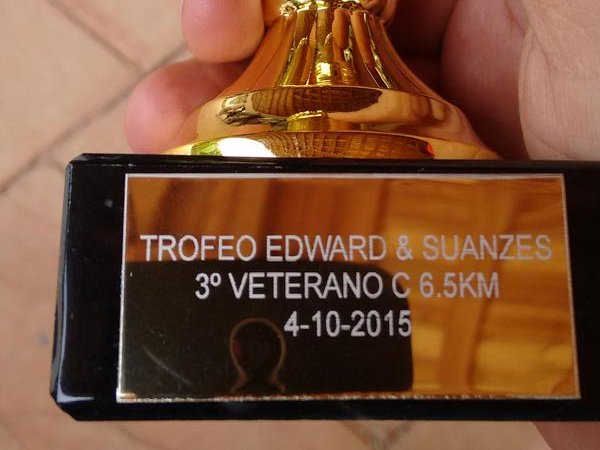 TROFEO EDWARD & SUANZES
3º VETERANO C 6.5KM
4-10-2015